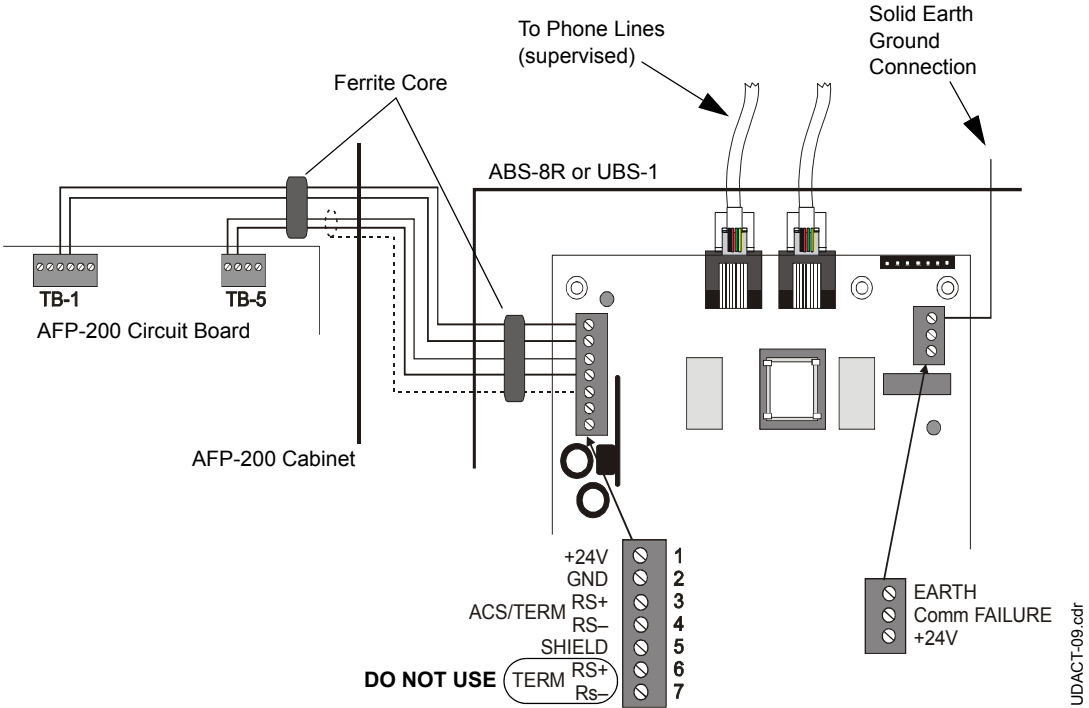 To Phone Lines
(supervised)
Solid Earth
Ground
Connection
Ferrite Core
ABS-8R or UBS-1
TB-1
TB-5
AFP-200 Circuit Board
AFP-200 Cabinet
+24V 1
GND 2
ACS/TERM RS+ 3
RS– 4
SHIELD 5
DO NOT USE TERM RS+ 6
Rs– 7
EARTH
Comm FAILURE
+24V
UDACT-09.cdr